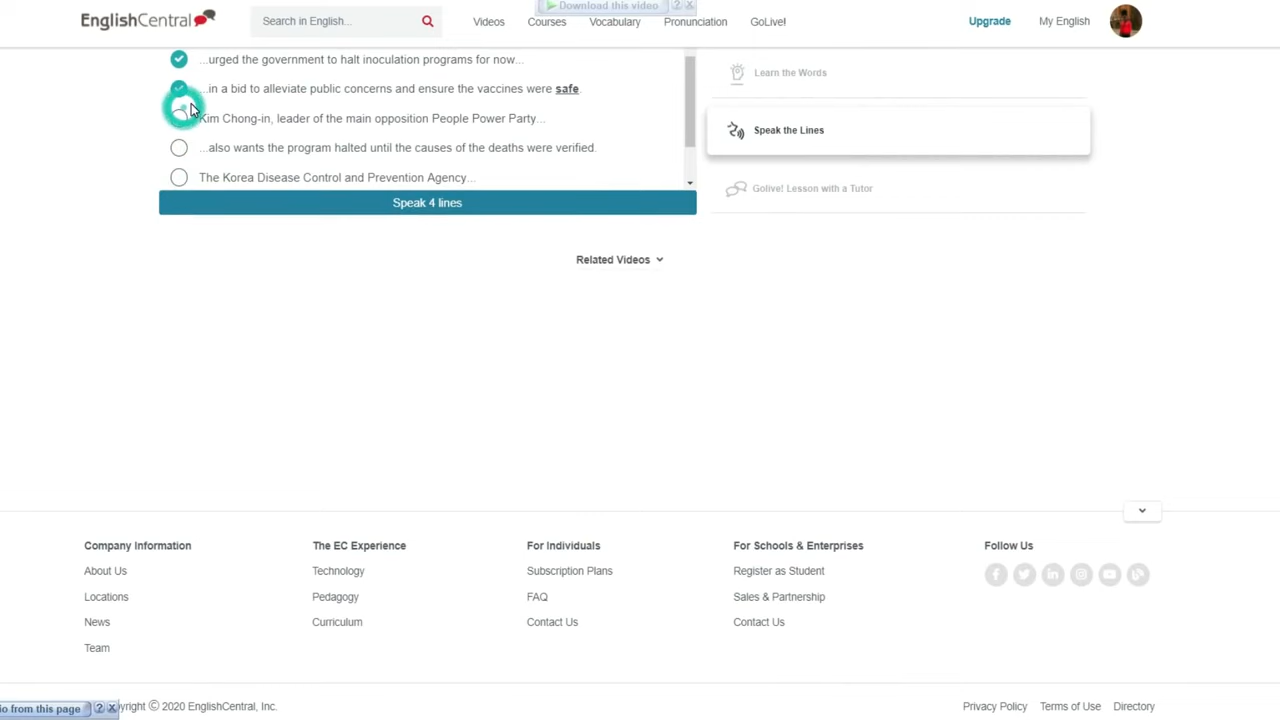 Download this video
EnglishCentral
Search in English...
Videos
Courses
Vocabulary
Pronunciation
GoLive!
Upgrade
My English
...urged the government to halt inoculation programs for now...
...in a bid to alleviate public concerns and ensure the vaccines were safe.
Kim Chong-in, leader of the main opposition People Power Party...
...also wants the program halted until the causes of the deaths were verified.
The Korea Disease Control and Prevention Agency...
Speak 4 lines
Learn the Words
Speak the Lines
Golive! Lesson with a Tutor
Related Videos
Company Information
About Us
Locations
News
Team
The EC Experience
Technology
Pedagogy
Curriculum
For Individuals
Subscription Plans
FAQ
Contact Us
For Schools & Enterprises
Register as Student
Sales & Partnership
Contact Us
Follow Us
io from this page
yright © 2020 EnglishCentral, Inc.
Privacy Policy
Terms of Use
Directory